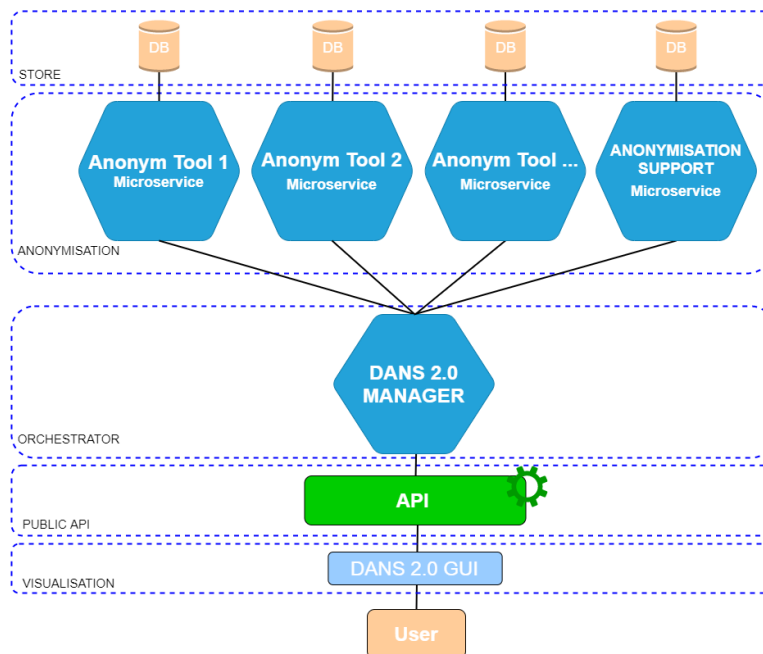 DB
DB
DB
DB
STORE
Anonym Tool 1
Microservice
Anonym Tool 2
Microservice
Anonym Tool ...
Microservice
ANONYMISATION
SUPPORT
Microservice
ANONYMISATION
DANS 2.0
MANAGER
ORCHESTRATOR
API
PUBLIC API
DANS 2.0 GUI
VISUALISATION
User